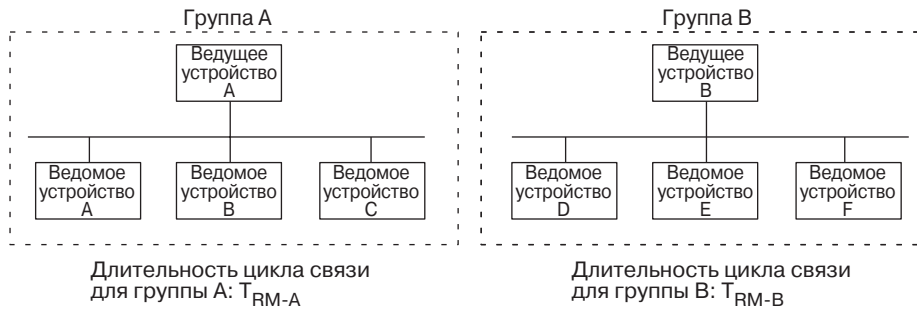 Группа A
Ведущее
устройство
A
Ведомое
устройство
A
Ведомое
устройство
B
Ведомое
устройство
C
Длительность цикла связи
для группы A: TRM-A
Группа B
Ведущее
устройство
B
Ведомое
устройство
D
Ведомое
устройство
E
Ведомое
устройство
F
Длительность цикла связи
для группы B: TRM-B